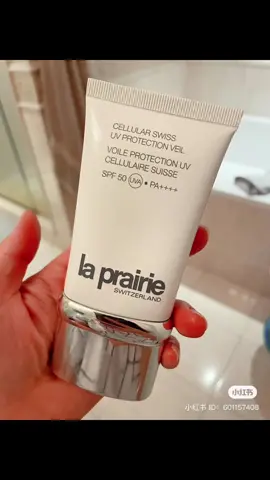 CELLULAR SWISS
UV PROTECTION VEIL
VOILE PROTECTION UV
CELLULAIRE SUISSE
SPF 50 UVA • PA++++
la prairie
SWITZERLAND
小红书
小红书 ID: 601157408